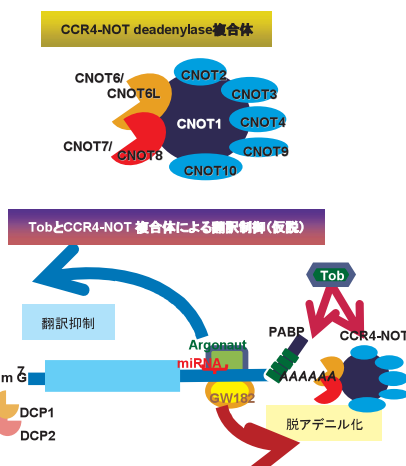 CCR4-NOT deadenylase複合体
CNOT6/
CNOT6L
CNOT2
CNOT3
CNOT1
CNOT4
CNOT7/
CNOT8
CNOT9
CNOT10
TobとCCR4-NOT 複合体による翻訳制御(仮説)
Tob
翻訳抑制
PABP
CCR4-NOT
Argonaut
miRNA
m7G
AAAAAA
GW182
DCP1
DCP2
脱アデニル化